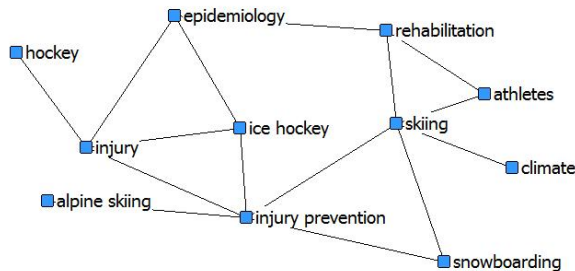 epidemiology
rehabilitation
hockey
athletes
skiing
ice hockey
injury
climate
alpine skiing
injury prevention
snowboarding